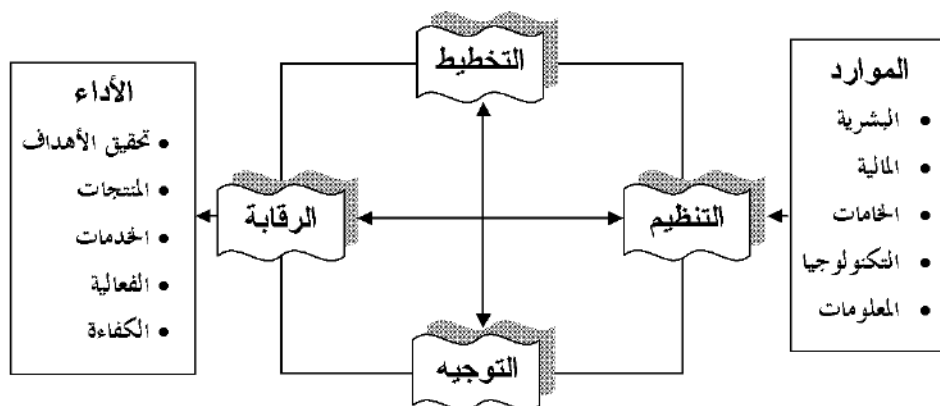 الموارد
• البشرية
• المالية
• الخامات
• التكنولوجيا
• المعلومات
التخطيط
التنظيم
الرقابة
التوجيه
الأداء
• تحقيق الأهداف
• المنتجات
• الخدمات
• الفعالية
• الكفاءة